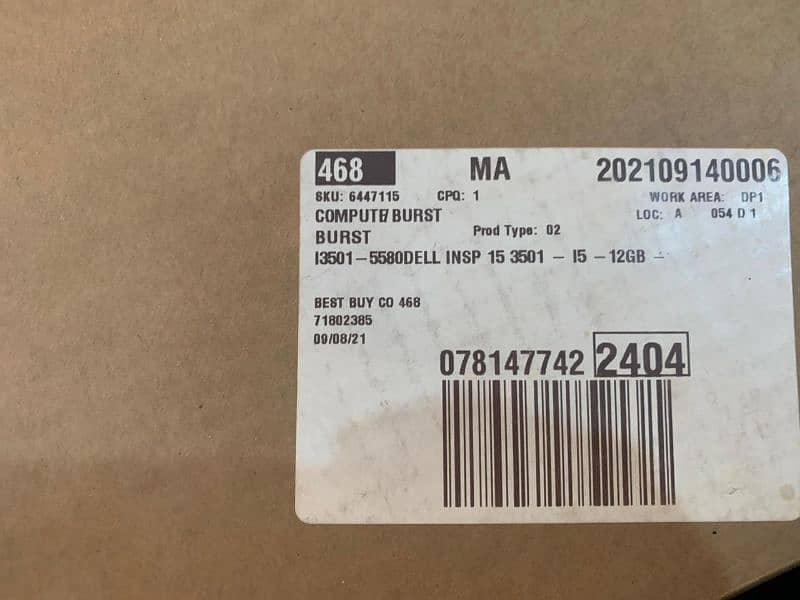 468 MA 202109140006
SKU: 6447115 CPQ: 1 WORK AREA: DP1
COMPUTE/BURST LOC: A 054 D 1
BURST Prod Type: 02
I3501-5580DELL INSP 15 3501 - I5 -12GB -
BEST BUY CO 468
71802385
09/08/21
078147742 2404